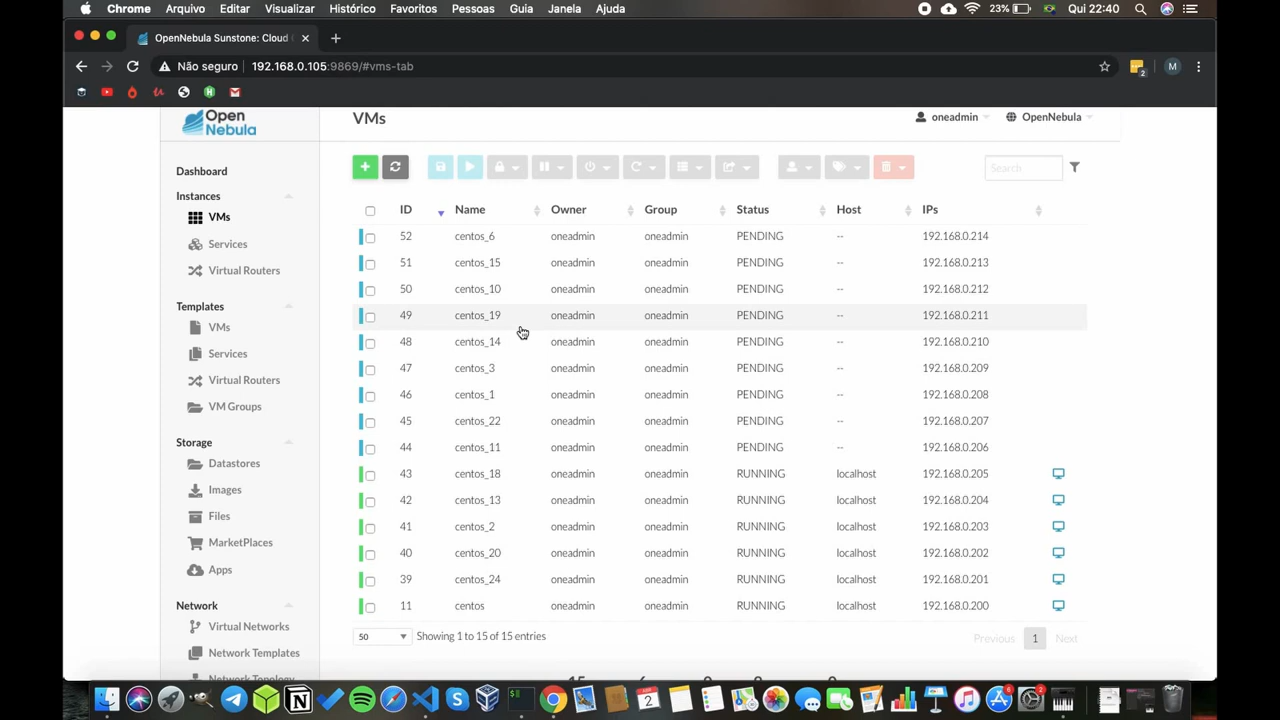 Chrome Arquivo Editar Visualizar Histórico Favoritos Pessoas Guia Janela Ajuda 23% Qui 22:40
OpenNebula Sunstone: Cloud
Não seguro 192.168.0.105:9869/#vms-tab 2 M
Open Nebula
VMs oneadmin OpenNebula
Search
Dashboard
Instances
VMs
Services
Virtual Routers
Templates
VMs
Services
Virtual Routers
VM Groups
Storage
Datastores
Images
Files
MarketPlaces
Apps
Network
Virtual Networks
Network Templates
Network Topology
ID Name Owner Group Status Host IPs
52 centos_6 oneadmin oneadmin PENDING -- 192.168.0.214
51 centos_15 oneadmin oneadmin PENDING -- 192.168.0.213
50 centos_10 oneadmin oneadmin PENDING -- 192.168.0.212
49 centos_19 oneadmin oneadmin PENDING -- 192.168.0.211
48 centos_14 oneadmin oneadmin PENDING -- 192.168.0.210
47 centos_3 oneadmin oneadmin PENDING -- 192.168.0.209
46 centos_1 oneadmin oneadmin PENDING -- 192.168.0.208
45 centos_22 oneadmin oneadmin PENDING -- 192.168.0.207
44 centos_11 oneadmin oneadmin PENDING -- 192.168.0.206
43 centos_18 oneadmin oneadmin RUNNING localhost 192.168.0.205
42 centos_13 oneadmin oneadmin RUNNING localhost 192.168.0.204
41 centos_2 oneadmin oneadmin RUNNING localhost 192.168.0.203
40 centos_20 oneadmin oneadmin RUNNING localhost 192.168.0.202
39 centos_24 oneadmin oneadmin RUNNING localhost 192.168.0.201
11 centos oneadmin oneadmin RUNNING localhost 192.168.0.200
50 Showing 1 to 15 of 15 entries Previous 1 Next